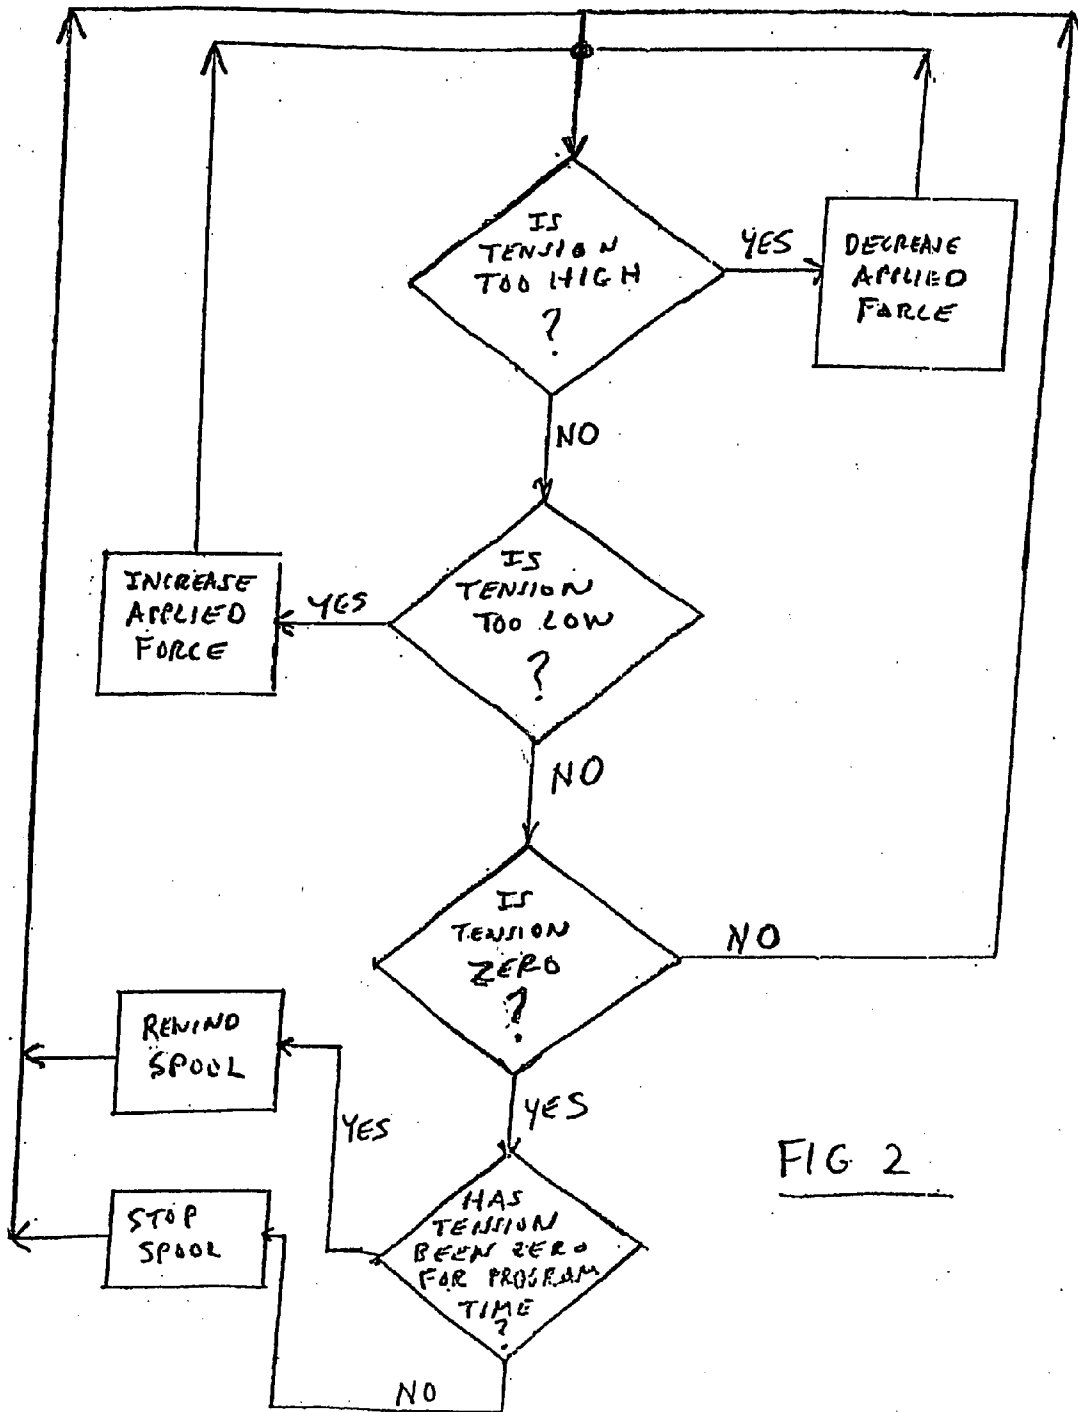 IS
TENSION
TOO HIGH
?
YES
DECREASE
APPLIED
FORCE
NO
IS
TENSION
TOO LOW
?
YES
INCREASE
APPLIED
FORCE
NO
IS
TENSION
ZERO
?
NO
YES
REWIND
SPOOL
YES
HAS
TENSION
BEEN ZERO
FOR PROGRAM
TIME
?
STOP
SPOOL
NO
FIG 2